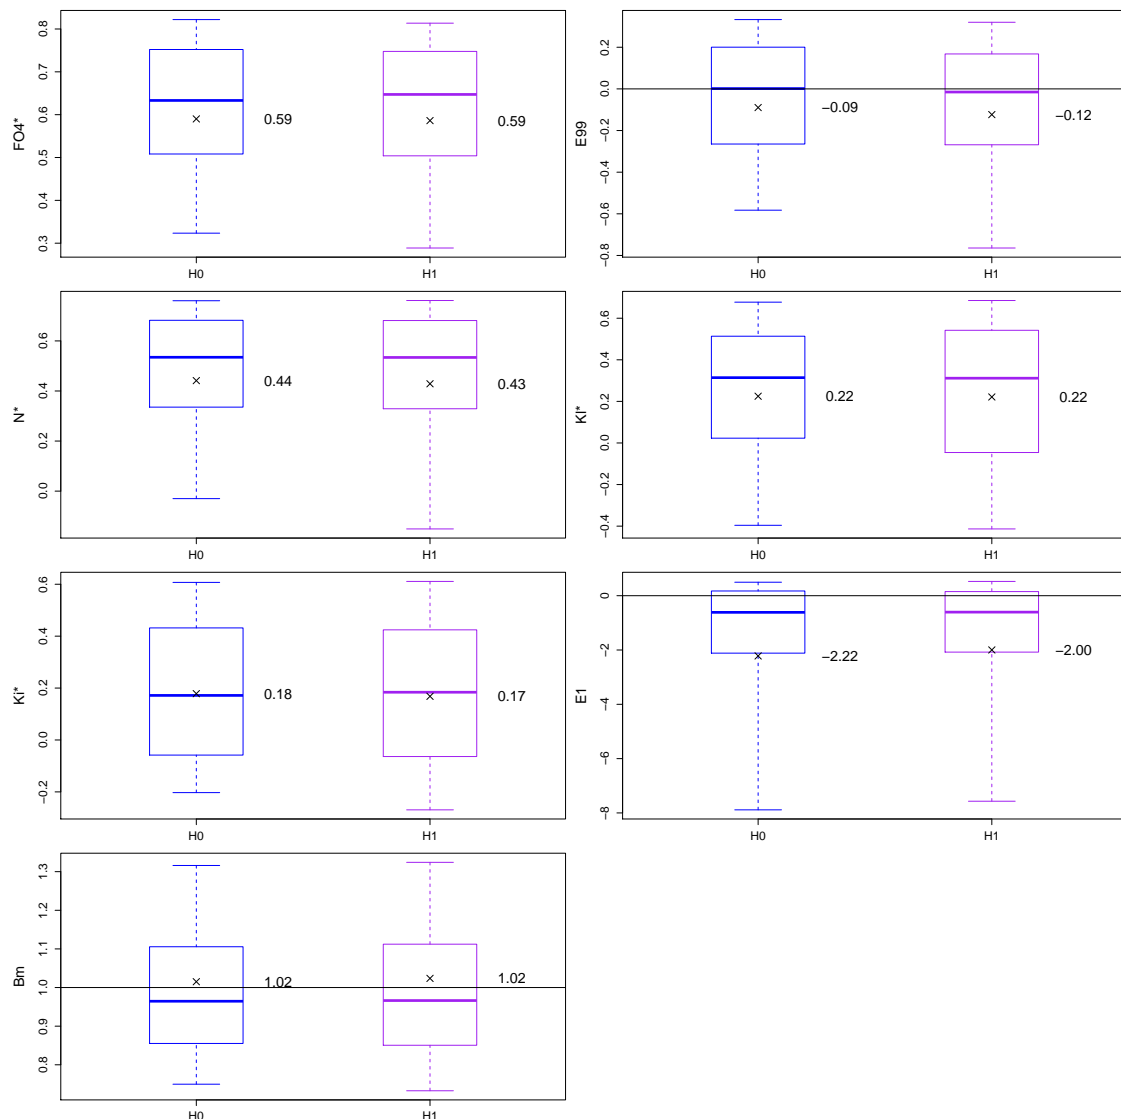 FO4*
0.8
0.7
0.6
0.5
0.4
0.3
0.59
0.59
H0
H1
E99
0.2
0.0
−0.2
−0.4
−0.6
−0.8
−0.09
−0.12
H0
H1
N*
0.6
0.4
0.2
0.0
0.44
0.43
H0
H1
KI*
0.6
0.4
0.2
0.0
−0.2
−0.4
0.22
0.22
H0
H1
Ki*
0.6
0.4
0.2
0.0
−0.2
0.18
0.17
H0
H1
E1
0
−2
−4
−6
−8
−2.22
−2.00
H0
H1
Bm
1.3
1.2
1.1
1.0
0.9
0.8
1.02
1.02
H0
H1